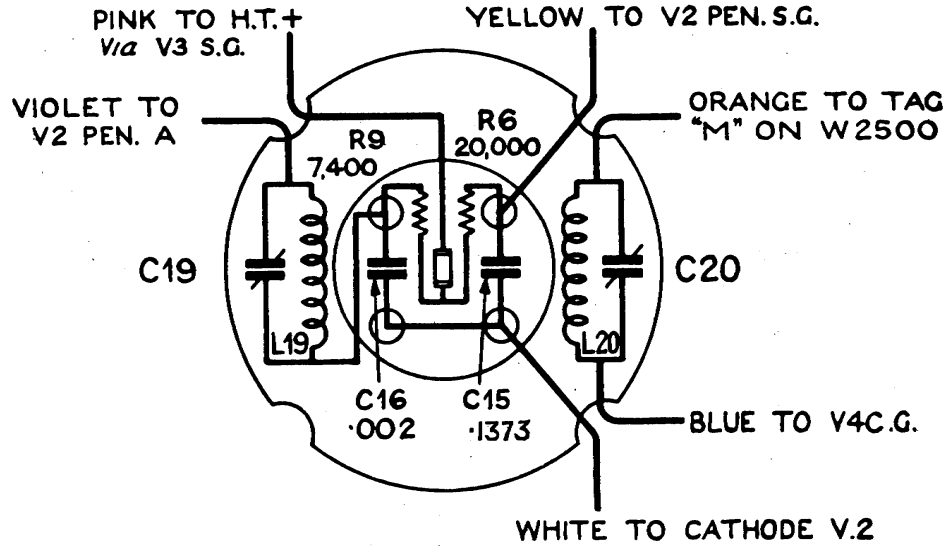 PINK TO H.T.+
Via V3 S.G.
YELLOW TO V2 PEN. S.G.
VIOLET TO
V2 PEN. A
ORANGE TO TAG
"M" ON W2500
R9
7,400
R6
20,000
C19
C20
L19
L20
C16
.002
C15
.1373
BLUE TO V4 C.G.
WHITE TO CATHODE V.2